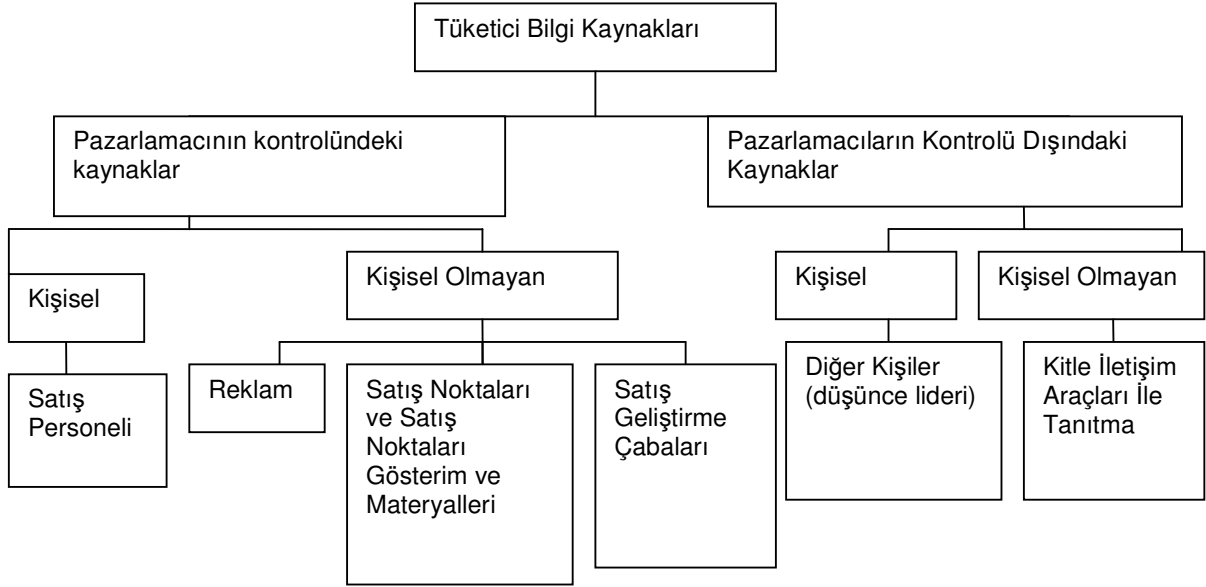 Tüketici Bilgi Kaynakları
Pazarlamacının kontrolündeki
kaynaklar
Pazarlamacıların Kontrolü Dışındaki
Kaynaklar
Kişisel
Kişisel Olmayan
Kişisel
Kişisel Olmayan
Satış
Personeli
Reklam
Satış Noktaları
ve Satış
Noktaları
Gösterim ve
Materyalleri
Satış
Geliştirme
Çabaları
Diğer Kişiler
(düşünce lideri)
Kitle İletişim
Araçları İle
Tanıtma